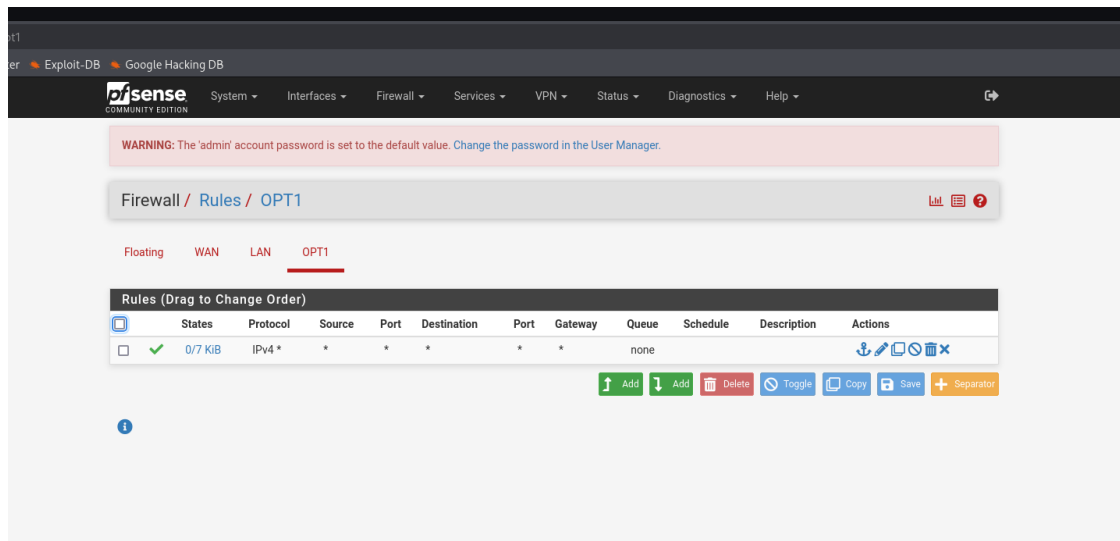 pt1
ter Exploit-DB Google Hacking DB
pfsense COMMUNITY EDITION System Interfaces Firewall Services VPN Status Diagnostics Help
WARNING: The 'admin' account password is set to the default value. Change the password in the User Manager.
Firewall / Rules / OPT1
Floating WAN LAN OPT1
Rules (Drag to Change Order)
States Protocol Source Port Destination Port Gateway Queue Schedule Description Actions
0/7 KiB IPv4 * * * * * * none
Add Add Delete Toggle Copy Save Separator